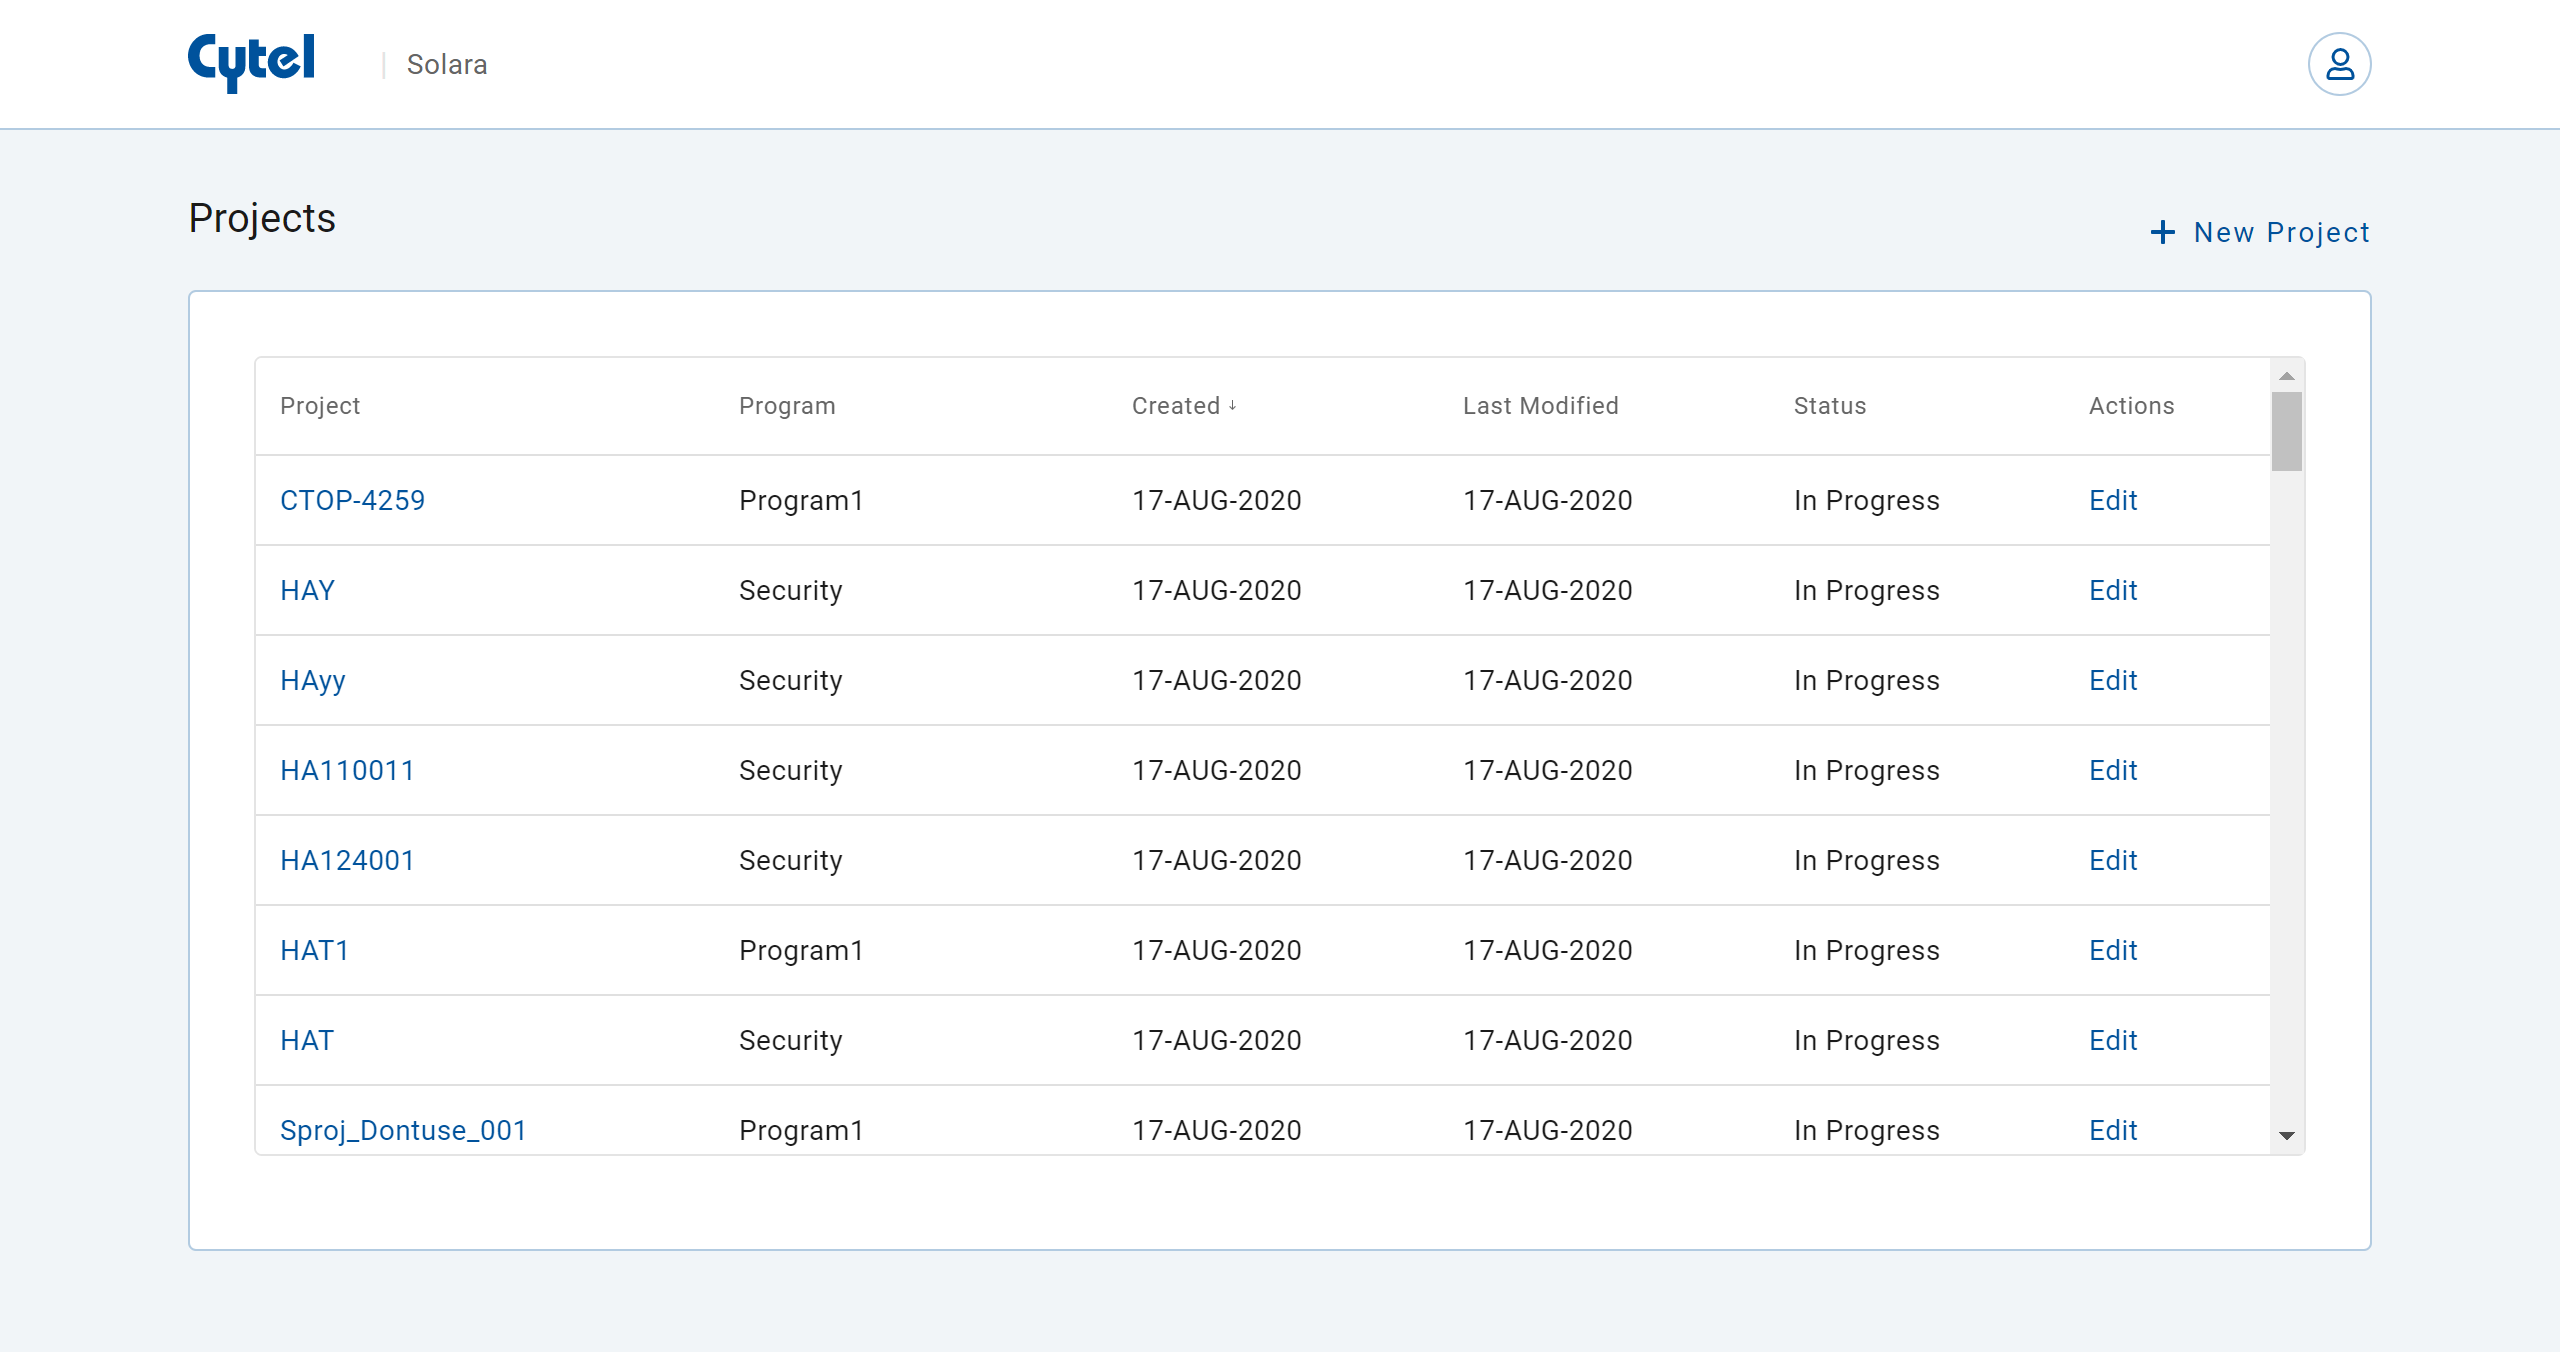 Cytel | Solara
Projects
New Project
Project Program Created ↓ Last Modified Status Actions
CTOP-4259 Program1 17-AUG-2020 17-AUG-2020 In Progress Edit
HAY Security 17-AUG-2020 17-AUG-2020 In Progress Edit
HAyy Security 17-AUG-2020 17-AUG-2020 In Progress Edit
HA110011 Security 17-AUG-2020 17-AUG-2020 In Progress Edit
HA124001 Security 17-AUG-2020 17-AUG-2020 In Progress Edit
HAT1 Program1 17-AUG-2020 17-AUG-2020 In Progress Edit
HAT Security 17-AUG-2020 17-AUG-2020 In Progress Edit
Sproj_Dontuse_001 Program1 17-AUG-2020 17-AUG-2020 In Progress Edit